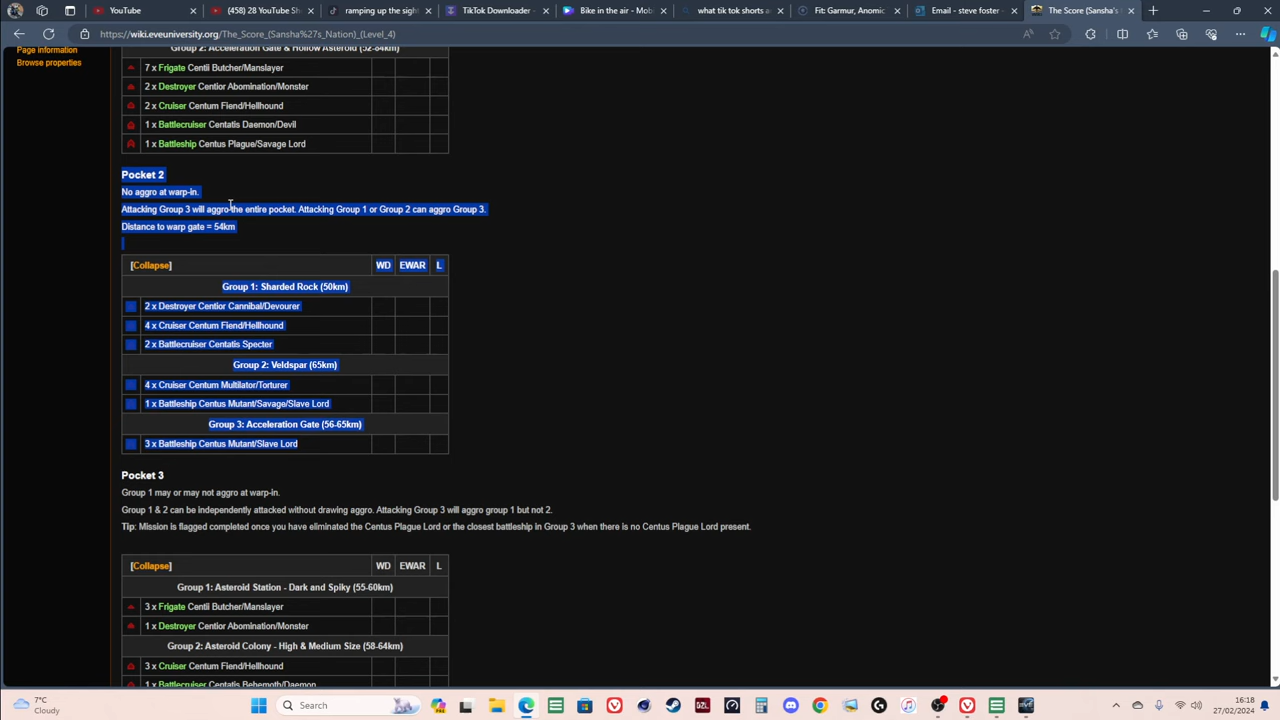 YouTube
(458) 28 YouTube Sho
ramping up the sight
TikTok Downloader -
Bike in the air - Mob
what tik tok shorts ar
Fit Garmur, Anomic
Email - steve foster -
The Score (Sansha's
https://wiki.eveuniversity.org/The_Score_(Sansha%27s_Nation)_(Level_4)
Page information
Browse properties
Group 2: Acceleration Gate & Hollow Asteroid (52-64km)
7 x Frigate Centii Butcher/Manslayer
2 x Destroyer Centior Abomination/Monster
2 x Cruiser Centum Fiend/Hellhound
1 x Battlecruiser Centatis Daemon/Devil
1 x Battleship Centus Plague/Savage Lord
Pocket 2
No aggro at warp-in.
Attacking Group 3 will aggro the entire pocket. Attacking Group 1 or Group 2 can aggro Group 3.
Distance to warp gate = 54km
[Collapse] WD EWAR L
Group 1: Sharded Rock (50km)
2 x Destroyer Centior Cannibal/Devourer
4 x Cruiser Centum Fiend/Hellhound
2 x Battlecruiser Centatis Specter
Group 2: Veldspar (65km)
4 x Cruiser Centum Multilator/Torturer
1 x Battleship Centus Mutant/Savage/Slave Lord
Group 3: Acceleration Gate (56-65km)
3 x Battleship Centus Mutant/Slave Lord
Pocket 3
Group 1 may or may not aggro at warp-in.
Group 1 & 2 can be independently attacked without drawing aggro. Attacking Group 3 will aggro group 1 but not 2.
Tip: Mission is flagged completed once you have eliminated the Centus Plague Lord or the closest battleship in Group 3 when there is no Centus Plague Lord present.
[Collapse] WD EWAR L
Group 1: Asteroid Station - Dark and Spiky (55-60km)
3 x Frigate Centii Butcher/Manslayer
1 x Destroyer Centior Abomination/Monster
Group 2: Asteroid Colony - High & Medium Size (58-64km)
3 x Cruiser Centum Fiend/Hellhound
1 x Battlecruiser Centatis Behemoth/Daemon
7°C
Cloudy
Search
16:18
27/02/2024